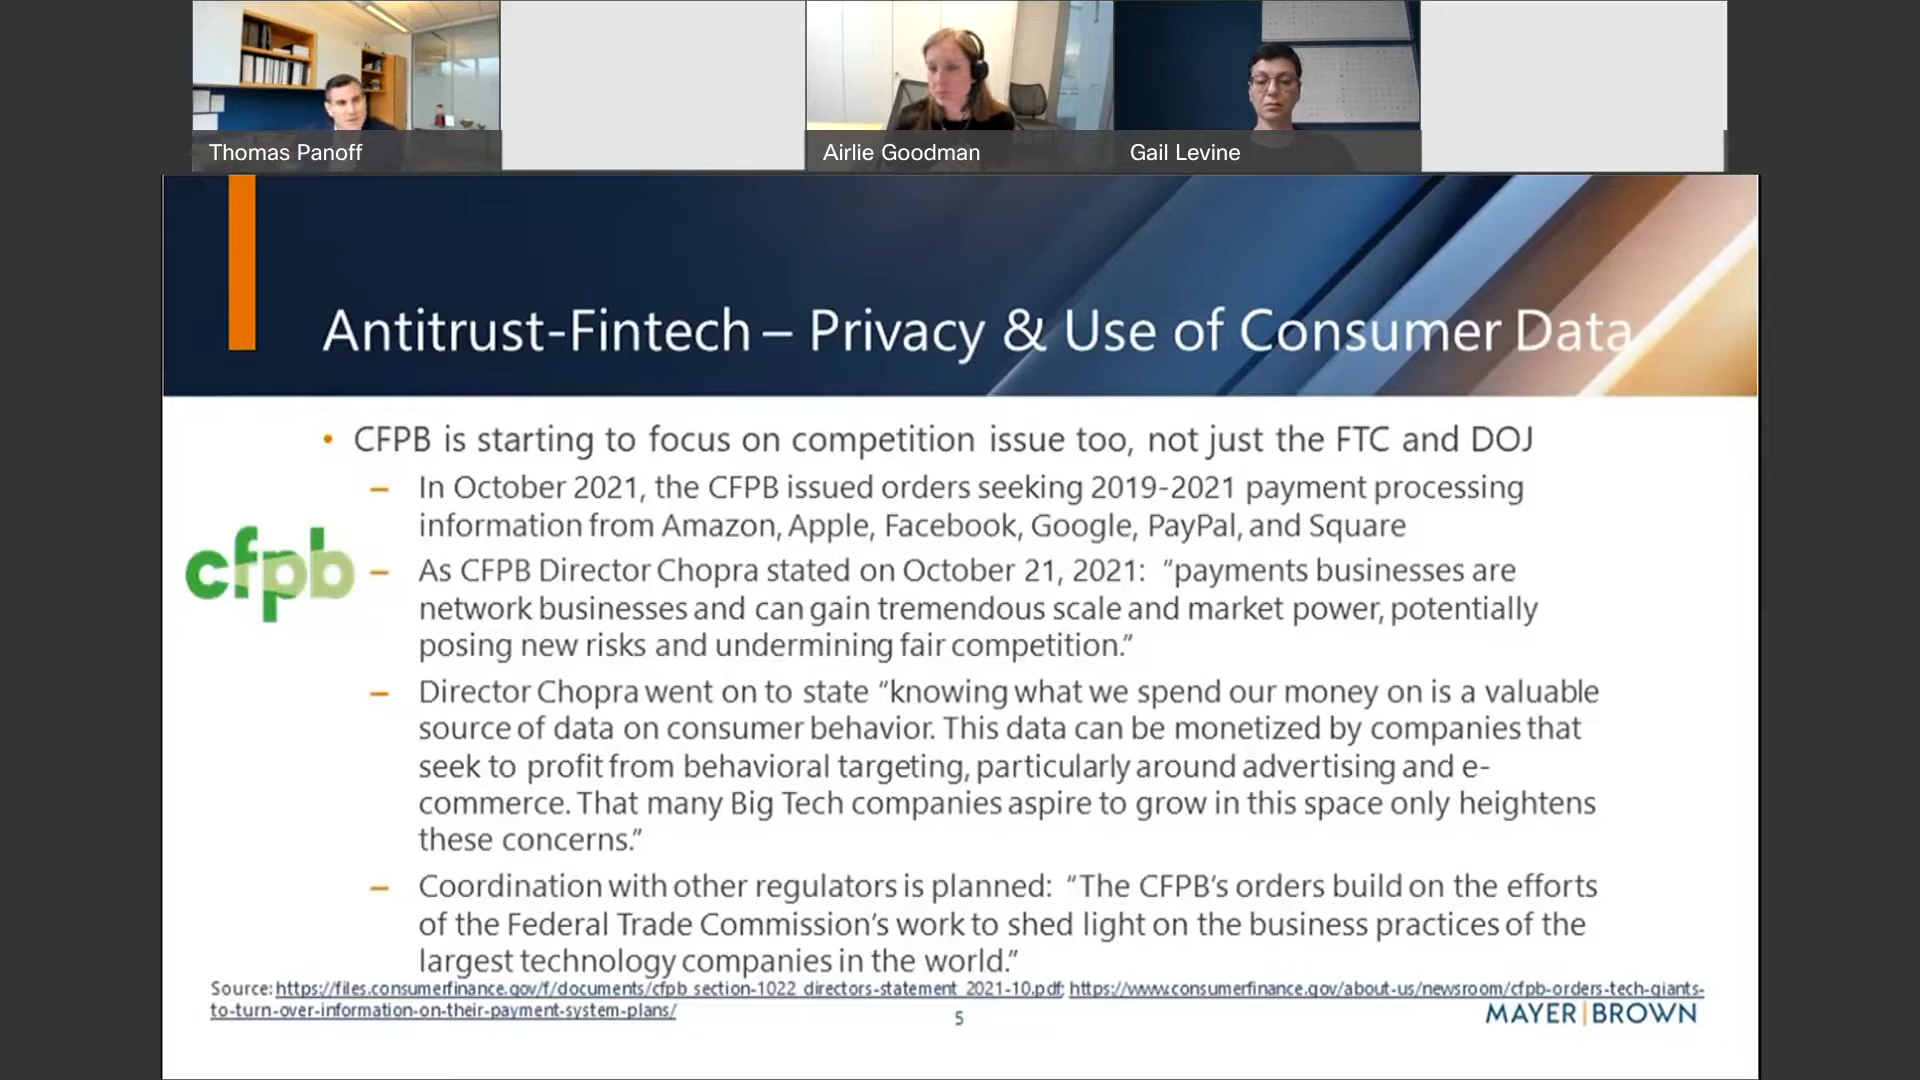 Thomas Panoff
Airlie Goodman
Gail Levine
Antitrust-Fintech – Privacy & Use of Consumer Data
• CFPB is starting to focus on competition issue too, not just the FTC and DOJ
– In October 2021, the CFPB issued orders seeking 2019-2021 payment processing
information from Amazon, Apple, Facebook, Google, PayPal, and Square
cfpb
– As CFPB Director Chopra stated on October 21, 2021: “payments businesses are
network businesses and can gain tremendous scale and market power, potentially
posing new risks and undermining fair competition.”
– Director Chopra went on to state “knowing what we spend our money on is a valuable
source of data on consumer behavior. This data can be monetized by companies that
seek to profit from behavioral targeting, particularly around advertising and e-
commerce. That many Big Tech companies aspire to grow in this space only heightens
these concerns.”
– Coordination with other regulators is planned: “The CFPB’s orders build on the efforts
of the Federal Trade Commission’s work to shed light on the business practices of the
largest technology companies in the world.”
Source: https://files.consumerfinance.gov/f/documents/cfpb_section-1022_directors-statement_2021-10.pdf; https://www.consumerfinance.gov/about-us/newsroom/cfpb-orders-tech-giants-
to-turn-over-information-on-their-payment-system-plans/
5
MAYER|BROWN